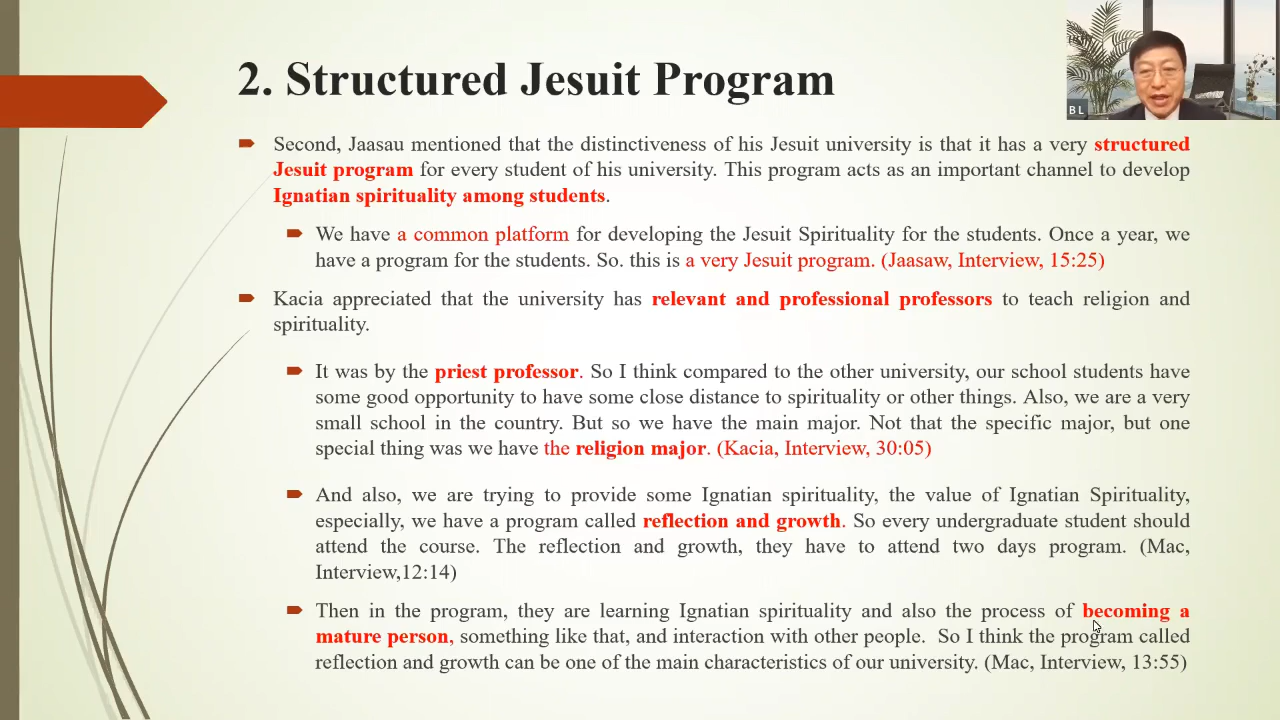 2. Structured Jesuit Program
BL
Second, Jaasau mentioned that the distinctiveness of his Jesuit university is that it has a very structured
Jesuit program for every student of his university. This program acts as an important channel to develop
Ignatian spirituality among students.
We have a common platform for developing the Jesuit Spirituality for the students. Once a year, we
have a program for the students. So. this is a very Jesuit program. (Jaasaw, Interview, 15:25)
Kacia appreciated that the university has relevant and professional professors to teach religion and
spirituality.
It was by the priest professor. So I think compared to the other university, our school students have
some good opportunity to have some close distance to spirituality or other things. Also, we are a very
small school in the country. But so we have the main major. Not that the specific major, but one
special thing was we have the religion major. (Kacia, Interview, 30:05)
And also, we are trying to provide some Ignatian spirituality, the value of Ignatian Spirituality,
especially, we have a program called reflection and growth. So every undergraduate student should
attend the course. The reflection and growth, they have to attend two days program. (Mac,
Interview,12:14)
Then in the program, they are learning Ignatian spirituality and also the process of becoming a
mature person, something like that, and interaction with other people. So I think the program called
reflection and growth can be one of the main characteristics of our university. (Mac, Interview, 13:55)